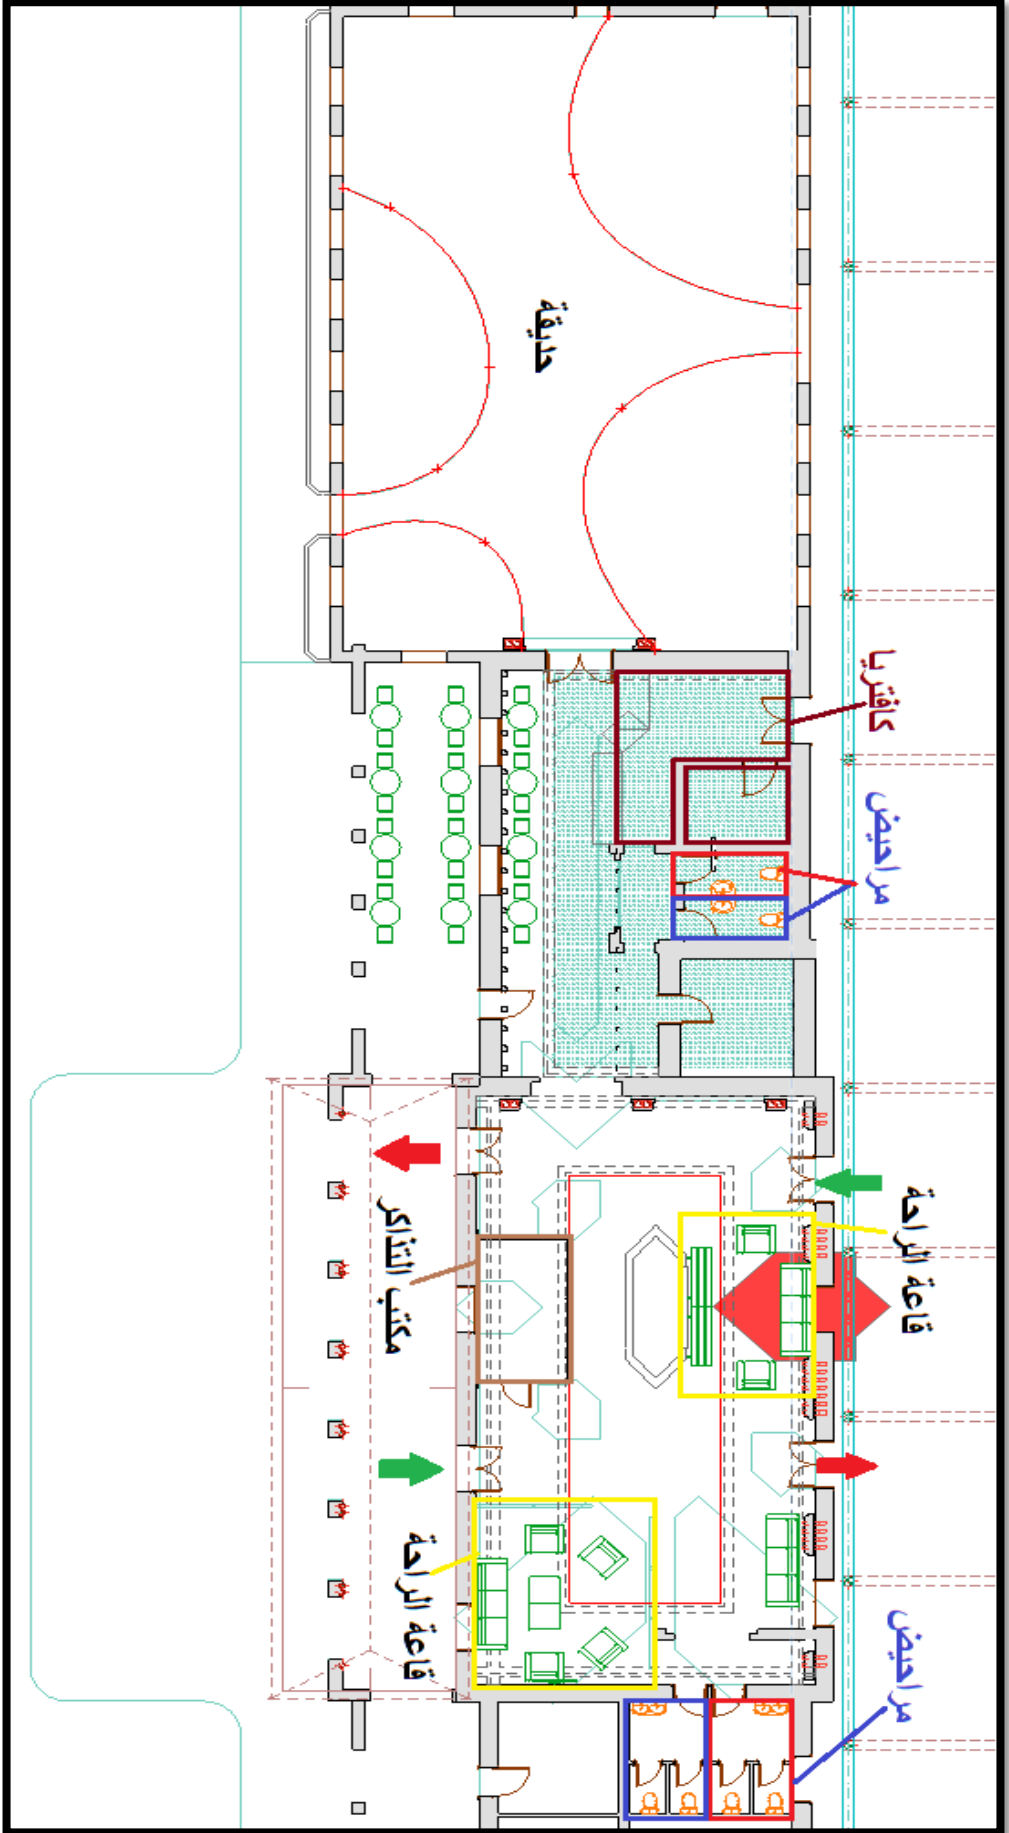 حديقة
كافتريا
مراحيض
قاعة الراحة
مكتب التذاكر
قاعة الراحة
مراحيض